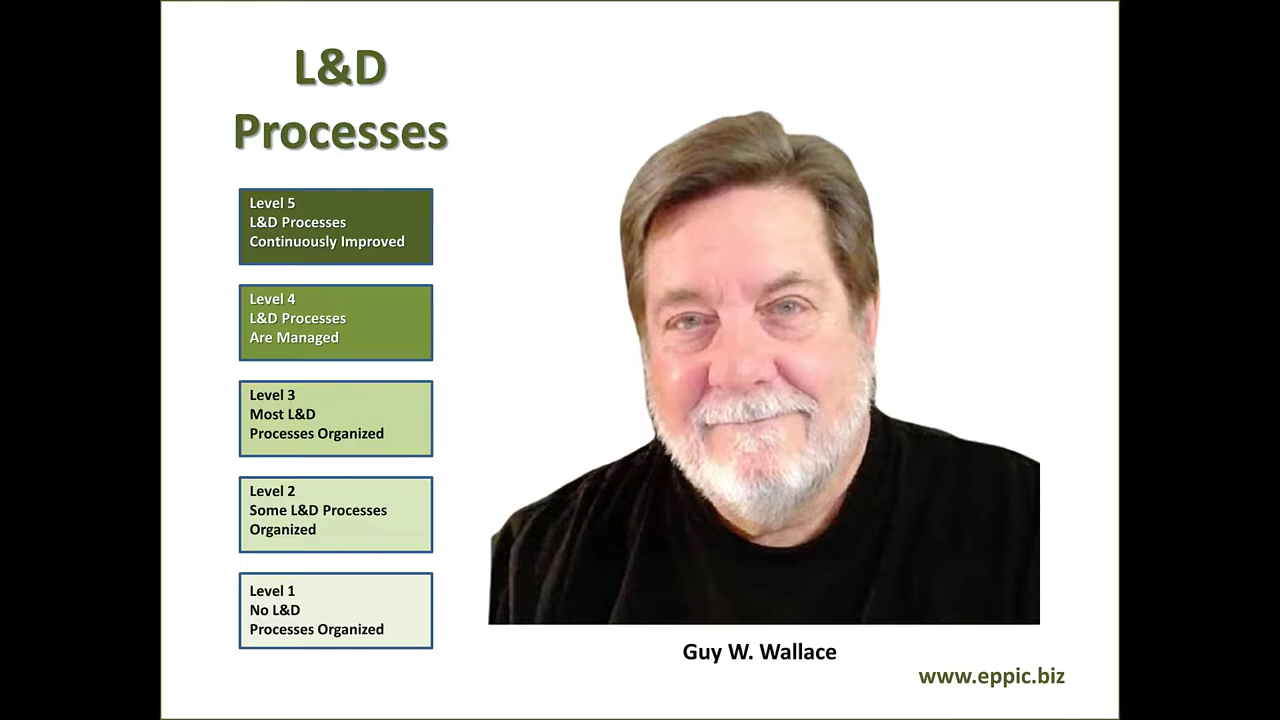 L&D
Processes
Level 5
L&D Processes
Continuously Improved
Level 4
L&D Processes
Are Managed
Level 3
Most L&D
Processes Organized
Level 2
Some L&D Processes
Organized
Level 1
No L&D
Processes Organized
Guy W. Wallace
www.eppic.biz